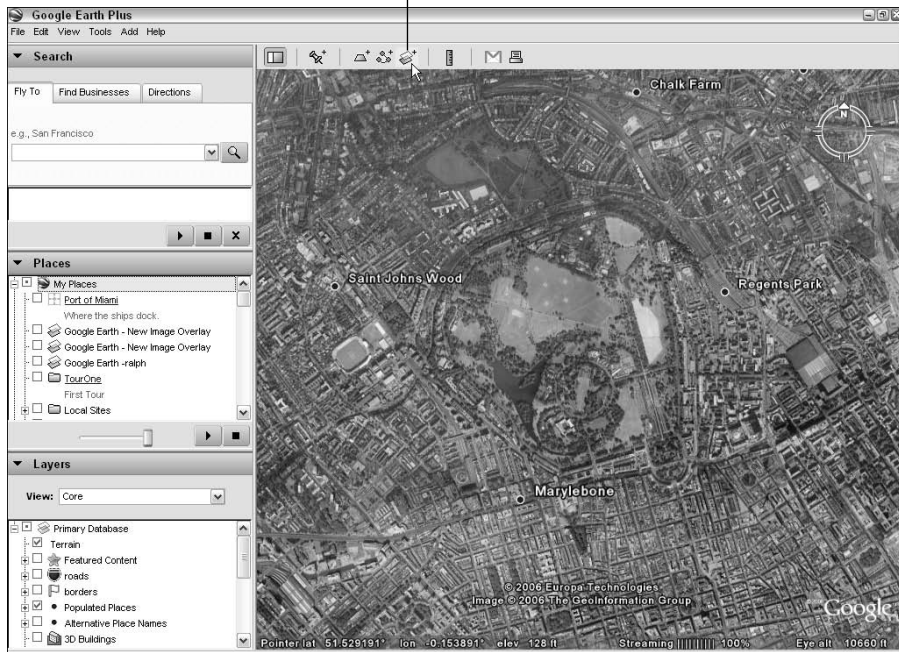 Google Earth Plus
File Edit View Tools Add Help
Search
Fly To Find Businesses Directions
e.g., San Francisco
Places
My Places
Port of Miami
Where the ships dock.
Google Earth - New Image Overlay
Google Earth - New Image Overlay
Google Earth -ralph
TourOne
First Tour
Local Sites
Layers
View: Core
Primary Database
Terrain
Featured Content
roads
borders
Populated Places
Alternative Place Names
3D Buildings
Chalk Farm
N
Saint Johns Wood
Regents Park
Marylebone
© 2006 Europa Technologies
Image © 2006 The GeoInformation Group
Google
Pointer lat 51.529191° lon -0.153891° elev 128 ft Streaming |||||||||| 100% Eye alt 10660 ft